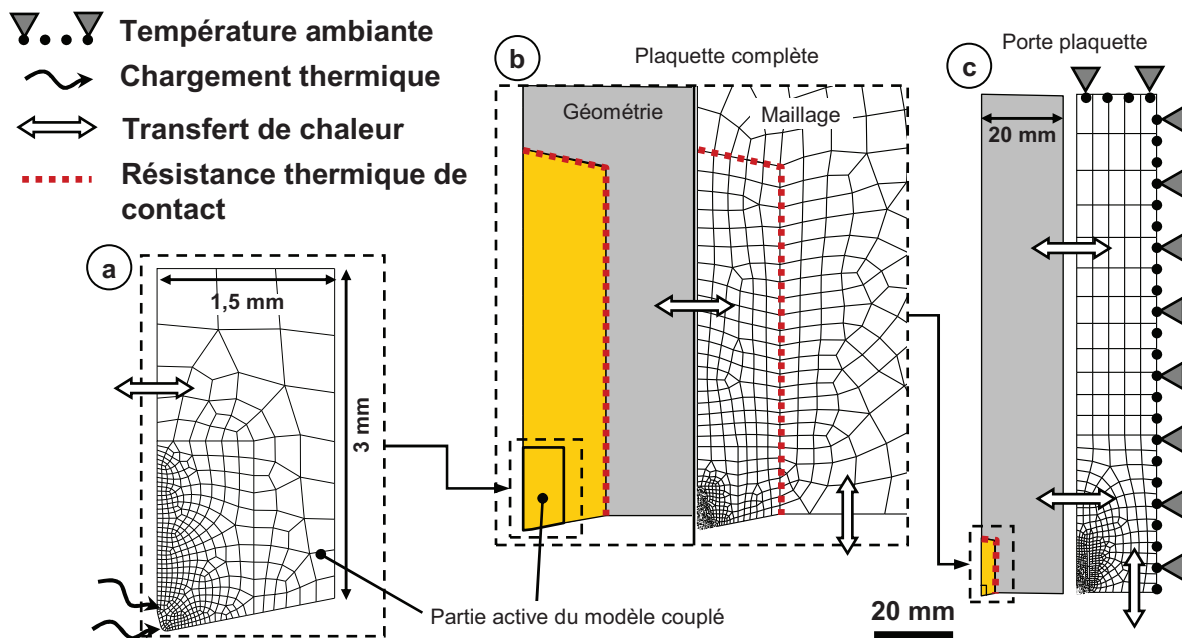 Température ambiante
Chargement thermique
Transfert de chaleur
Résistance thermique de
contact
a
1,5 mm
3 mm
b
Plaquette complète
Géométrie
Maillage
Partie active du modèle couplé
Porte plaquette
c
20 mm
20 mm